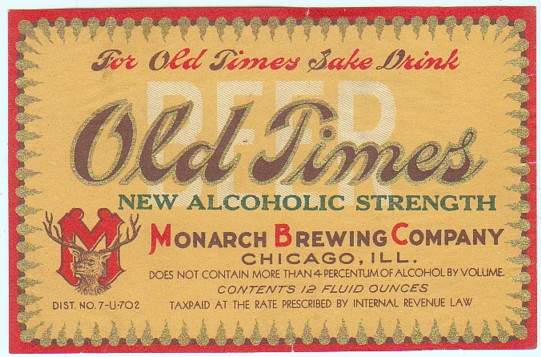 For Old Times Sake Drink
BEER
Old Times
NEW ALCOHOLIC STRENGTH
M
MONARCH BREWING COMPANY
CHICAGO, ILL.
DOES NOT CONTAIN MORE THAN 4 PERCENTUM OF ALCOHOL BY VOLUME.
CONTENTS 12 FLUID OUNCES
DIST. NO. 7-U-702 TAXPAID AT THE RATE PRESCRIBED BY INTERNAL REVENUE LAW